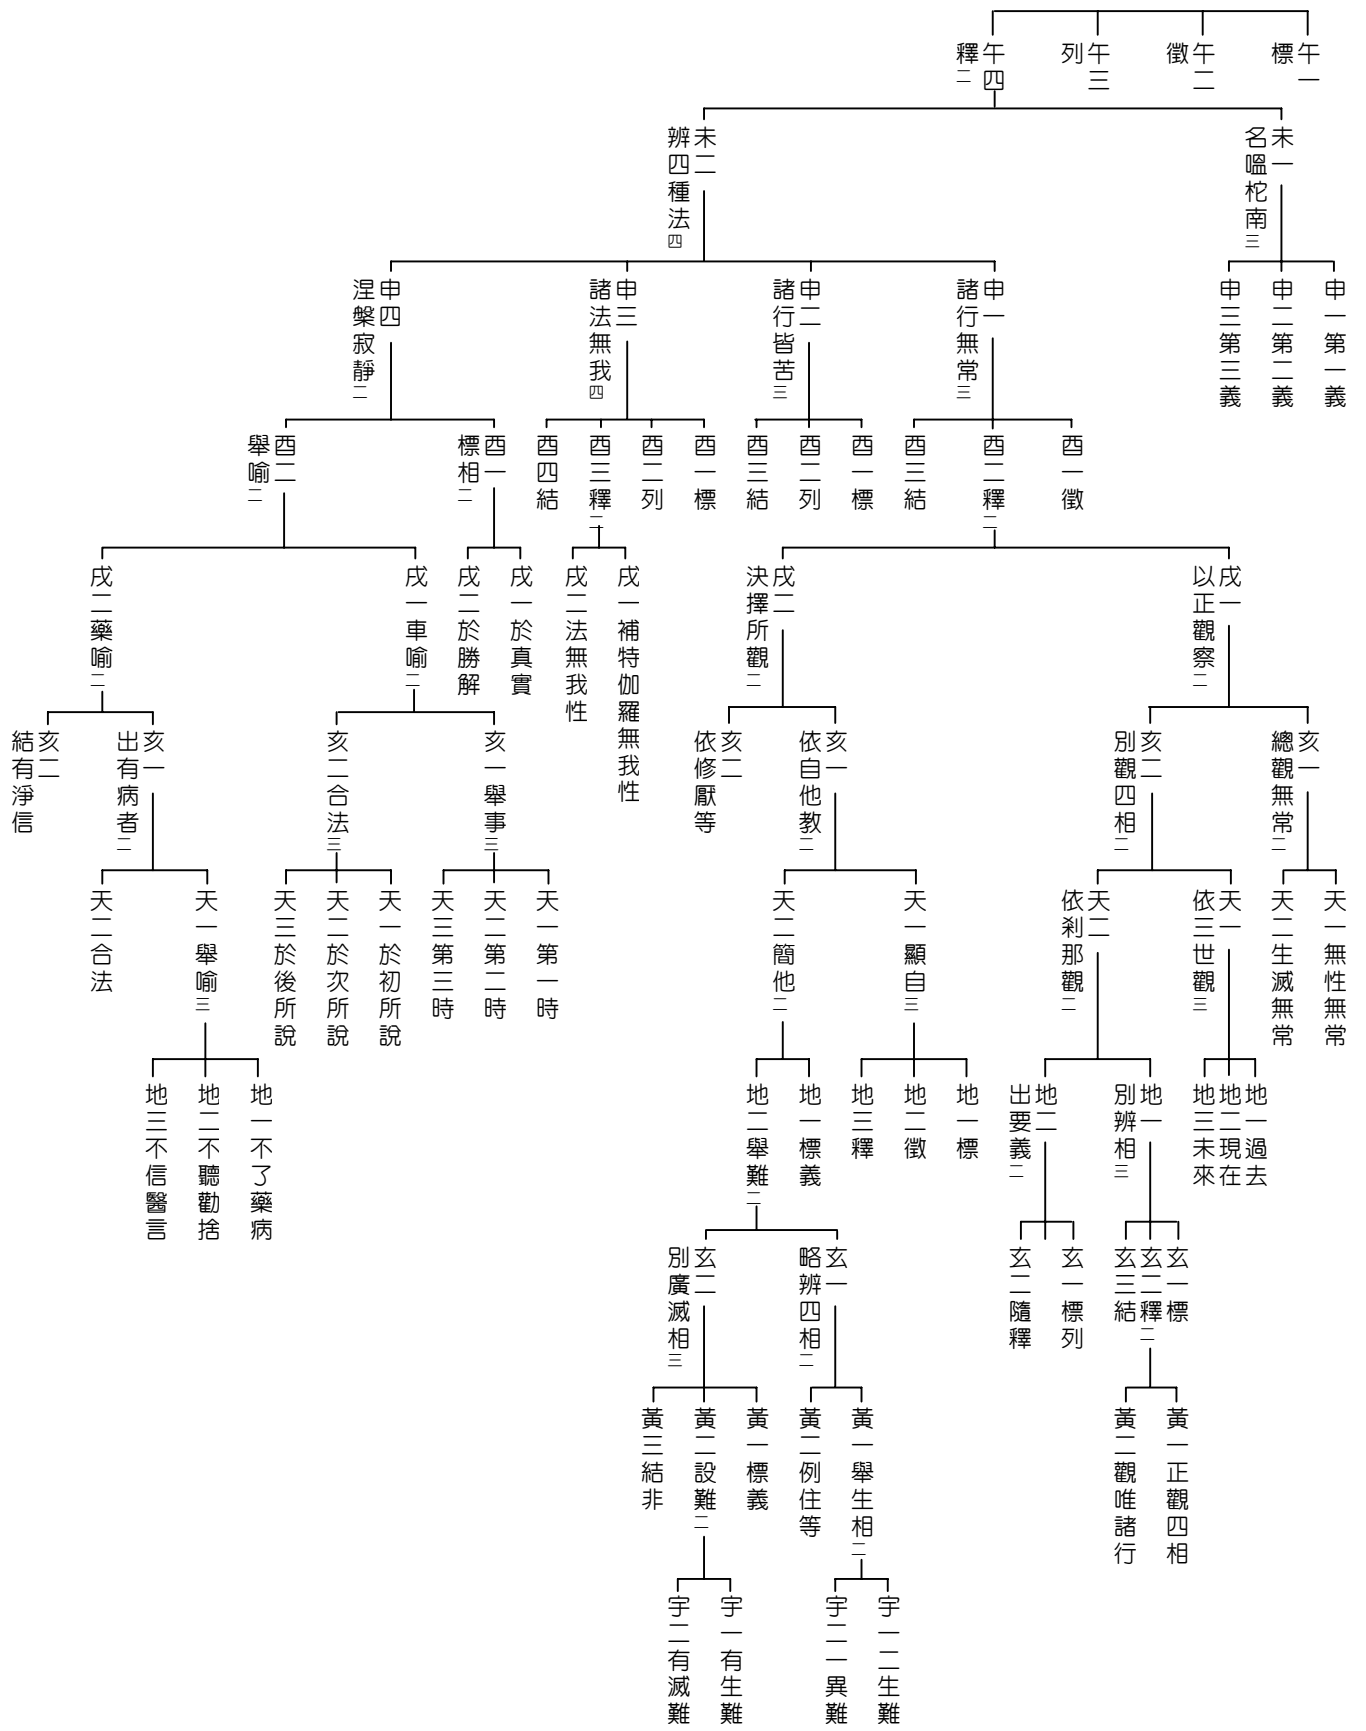 午一
標
午二
徵
午三
列
午四
釋二
未一
名嗢柁南三
未二
辨四種法四
申一第一義
申二第二義
申三第三義
申一
諸行無常三
申二
諸行皆苦三
申三
諸法無我四
申四
涅槃寂靜二
酉一徵
酉二釋二
酉三結
酉一標
酉二列
酉三結
酉一標
酉二列
酉三釋二
酉四結
酉一
標相二
酉二
舉喻二
戌一
以正觀察二
戌二
決擇所觀二
戌一補特伽羅無我性
戌二法無我性
戌一於真實
戌二於勝解
戌一車喻二
戌二藥喻二
亥一
總觀無常二
亥二
別觀四相二
亥一
依自他教二
亥二
依修厭等
亥一舉事三
亥二合法三
亥一
出有病者二
亥二
結有淨信
天一無性無常
天二生滅無常
天一
依三世觀三
天二
依剎那觀二
天一顯自三
天二簡他二
天一第一時
天二第二時
天三第三時
天一於初所說
天二於次所說
天三於後所說
天一舉喻三
天二合法
地一過去
地二現在
地三未來
地一
別辨相三
地二
出要義二
地一標
地二徵
地三釋
地一標義
地二舉難二
地一不了藥病
地二不聽勸捨
地三不信醫言
玄一標
玄二釋二
玄三結
玄一標列
玄二隨釋
玄一
略辨四相二
玄二
別廣滅相三
黃一正觀四相
黃二觀唯諸行
黃一舉生相二
黃二例住等
黃一標義
黃二設難二
黃三結非
宇一二生難
宇二一異難
宇一有生難
宇二有滅難